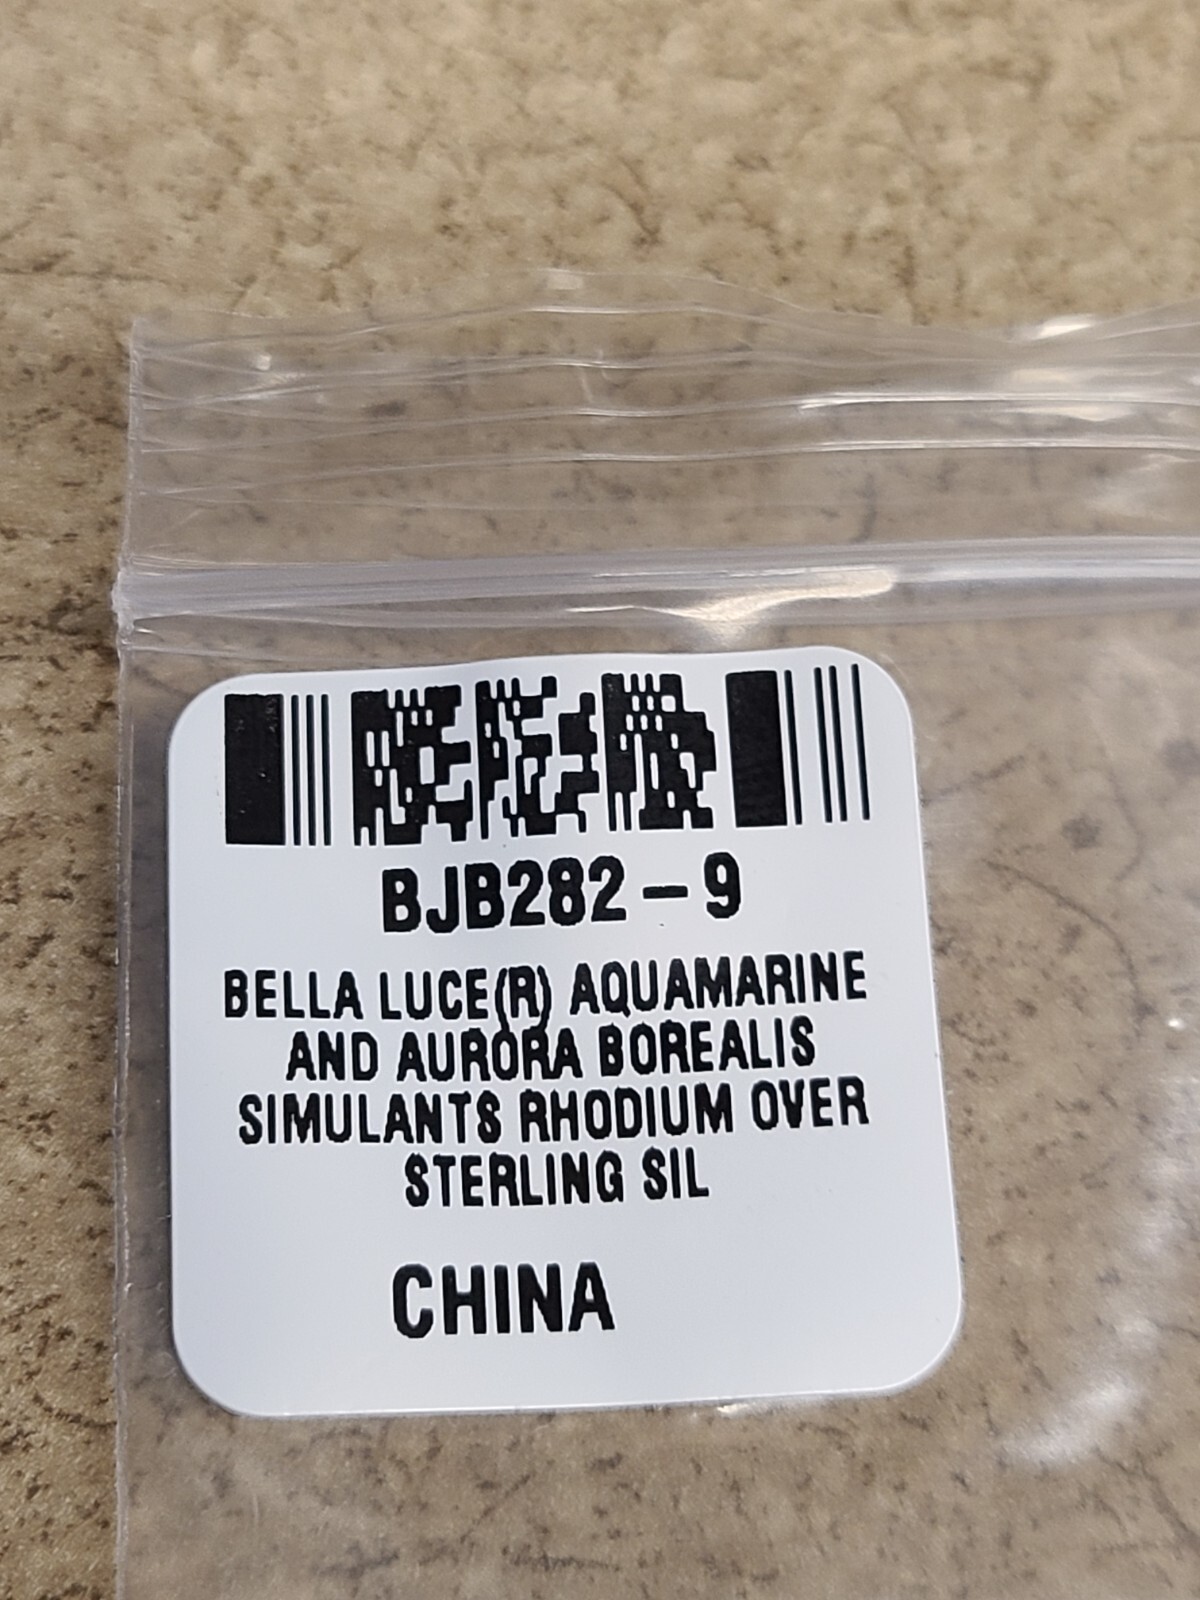 BJB282-9
BELLA LUCE(R) AQUAMARINE
AND AURORA BOREALIS
SIMULANTS RHODIUM OVER
STERLING SIL
CHINA